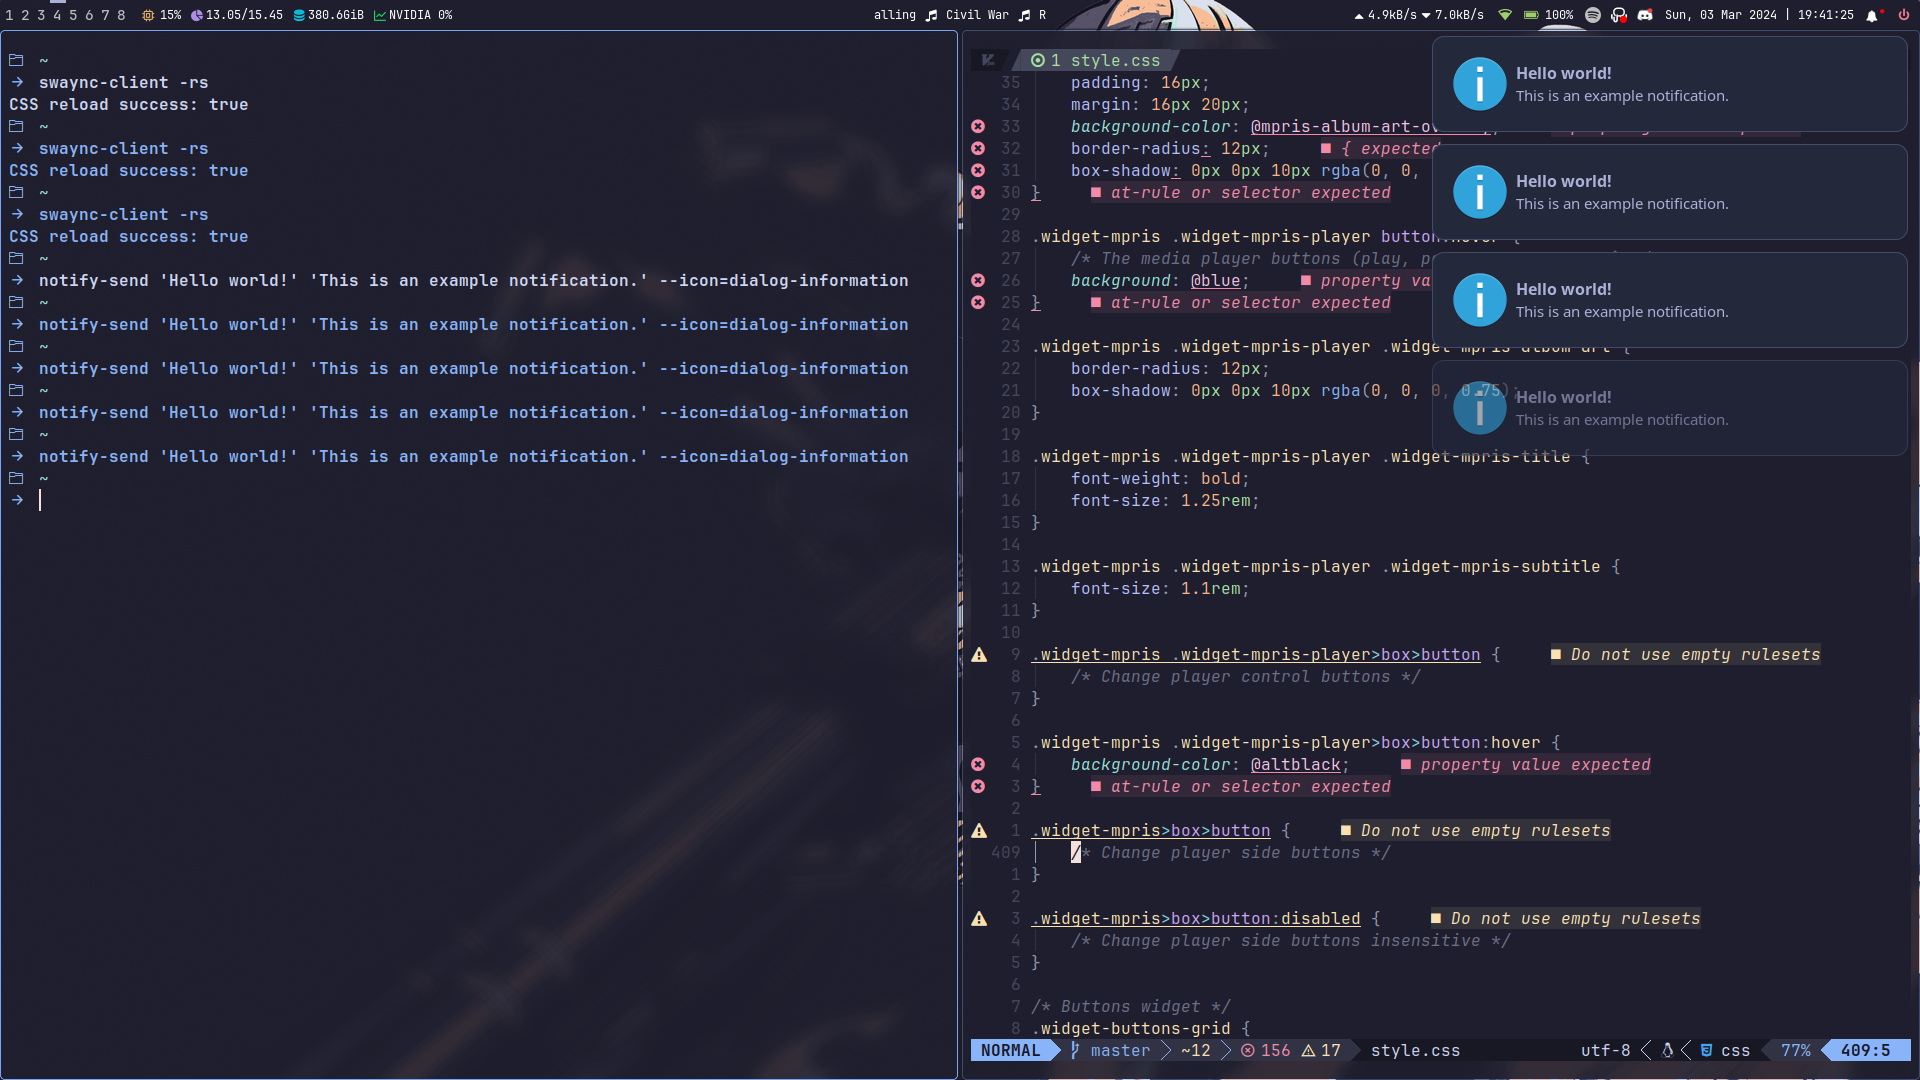 1 2 3 4 5 6 7 8 15% 13.05/15.45 380.6GiB NVIDIA 0%
alling Civil War R
4.9kB/s 7.0kB/s 100% Sun, 03 Mar 2024 | 19:41:25
~
→ swaync-client -rs
CSS reload success: true
~
→ swaync-client -rs
CSS reload success: true
~
→ swaync-client -rs
CSS reload success: true
~
→ notify-send 'Hello world!' 'This is an example notification.' --icon=dialog-information
~
→ notify-send 'Hello world!' 'This is an example notification.' --icon=dialog-information
~
→ notify-send 'Hello world!' 'This is an example notification.' --icon=dialog-information
~
→ notify-send 'Hello world!' 'This is an example notification.' --icon=dialog-information
~
→ notify-send 'Hello world!' 'This is an example notification.' --icon=dialog-information
~
→
1 style.css
35 padding: 16px;
34 margin: 16px 20px;
33 background-color:
32 border-radius: 12px; ■ { expected
31 box-shadow: 0px 0px 10px rgba(0, 0,
30 } ■ at-rule or selector expected
29
28 .widget-mpris .widget-mpris-player button:hover {
27 /* The media player buttons (play,
26 background: @blue; ■ property
25 } ■ at-rule or selector expected
24
23 .widget-mpris .widget-mpris-player .widget-mpris-album-art {
22 border-radius: 12px;
21 box-shadow: 0px 0px 10px rgba(0, 0, 0, 0.75);
20 }
19
18 .widget-mpris .widget-mpris-player .widget-mpris-title {
17 font-weight: bold;
16 font-size: 1.25rem;
15 }
14
13 .widget-mpris .widget-mpris-player .widget-mpris-subtitle {
12 font-size: 1.1rem;
11 }
10
9 .widget-mpris .widget-mpris-player>box>button { ■ Do not use empty rulesets
8 /* Change player control buttons */
7 }
6
5 .widget-mpris .widget-mpris-player>box>button:hover {
4 background-color: @altblack; ■ property value expected
3 } ■ at-rule or selector expected
2
1 .widget-mpris>box>button { ■ Do not use empty rulesets
409 /* Change player side buttons */
1 }
2
3 .widget-mpris>box>button:disabled { ■ Do not use empty rulesets
4 /* Change player side buttons insensitive */
5 }
6
7 /* Buttons widget */
8 .widget-buttons-grid {
NORMAL master ~12 156 17 style.css utf-8 css 77% 409:5
Hello world!
This is an example notification.
Hello world!
This is an example notification.
Hello world!
This is an example notification.
Hello world!
This is an example notification.